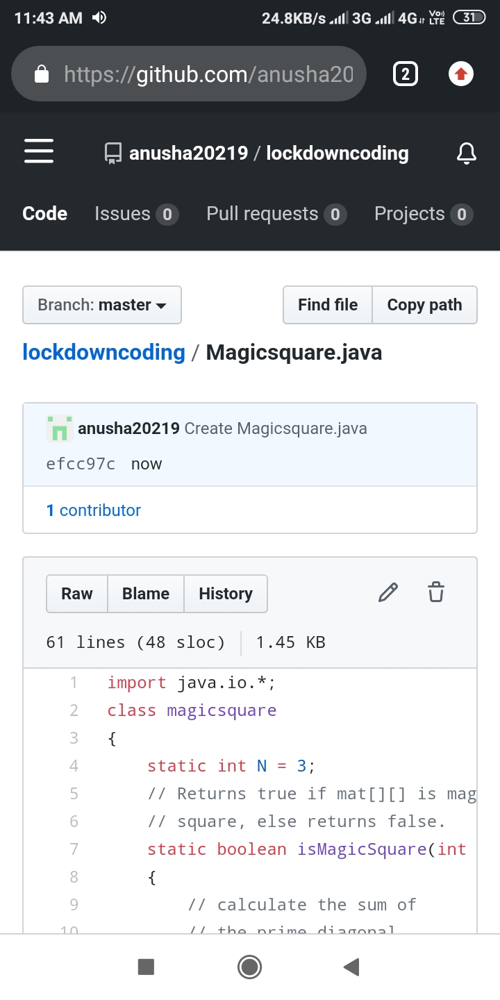 11:43 AM 24.8KB/s 3G 4G Vo) LTE 31
https://github.com/anusha20 2
anusha20219 / lockdowncoding
Code Issues 0 Pull requests 0 Projects 0
Branch: master Find file Copy path
lockdowncoding / Magicsquare.java
anusha20219 Create Magicsquare.java
efcc97c now
1 contributor
Raw Blame History
61 lines (48 sloc) 1.45 KB
1 import java.io.*;
2 class magicsquare
3 {
4 static int N = 3;
5 // Returns true if mat[][] is mag
6 // square, else returns false.
7 static boolean isMagicSquare(int
8 {
9 // calculate the sum of
10 // the prime diagonal